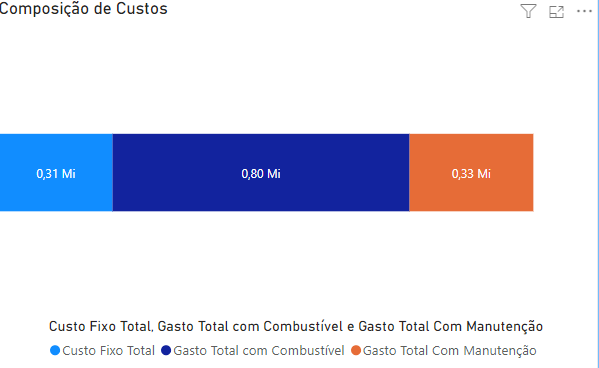 Composição de Custos
0,31 Mi
0,80 Mi
0,33 Mi
Custo Fixo Total, Gasto Total com Combustível e Gasto Total Com Manutenção
Custo Fixo Total Gasto Total com Combustível Gasto Total Com Manutenção